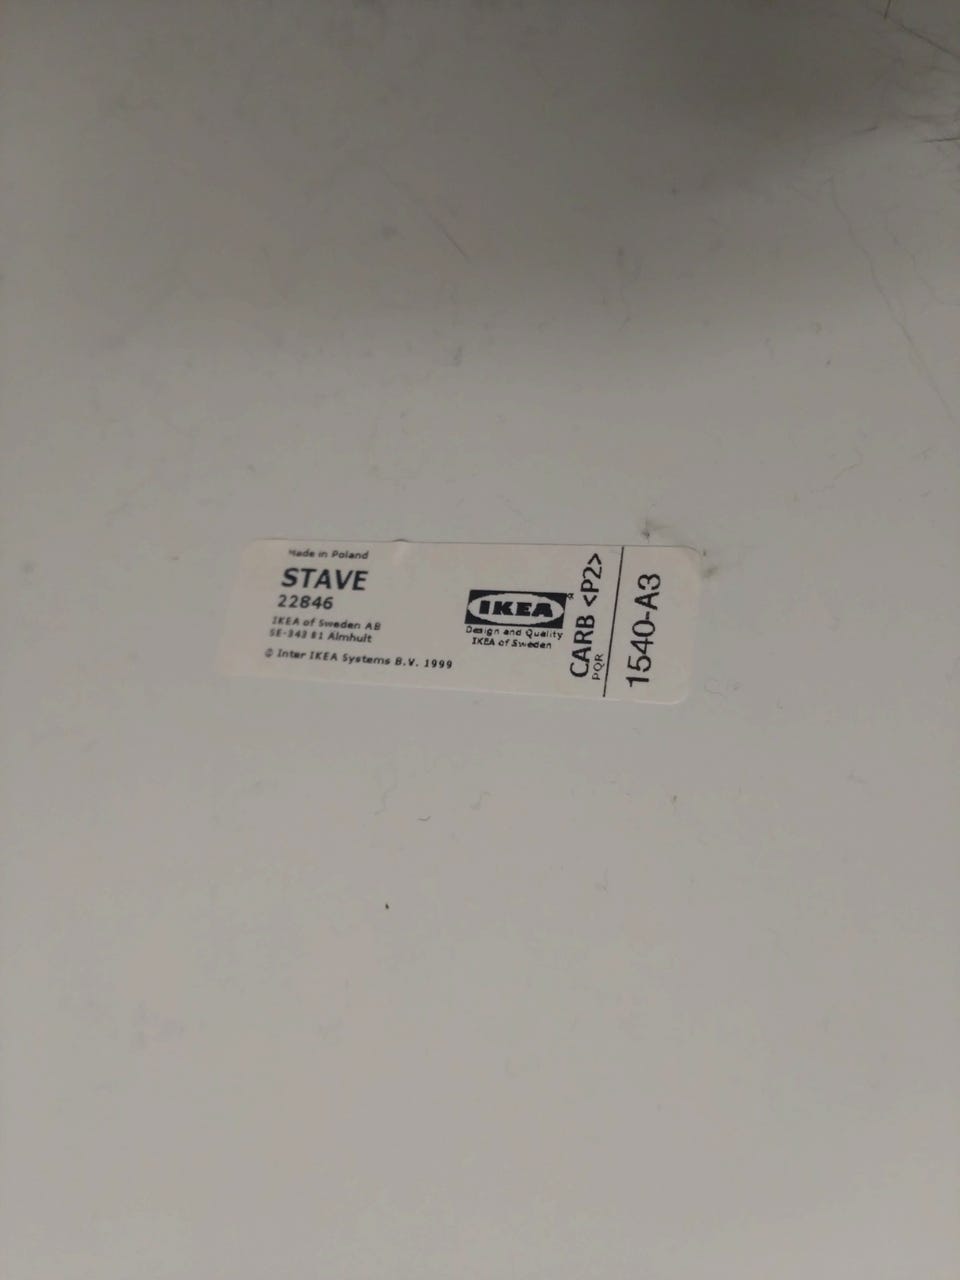 Made in Poland
STAVE
22846
IKEA of Sweden AB
SE-343 81 Älmhult
© Inter IKEA Systems B.V. 1999
IKEA®
Design and Quality
IKEA of Sweden
CARB <P2>
PQR
1540-A3